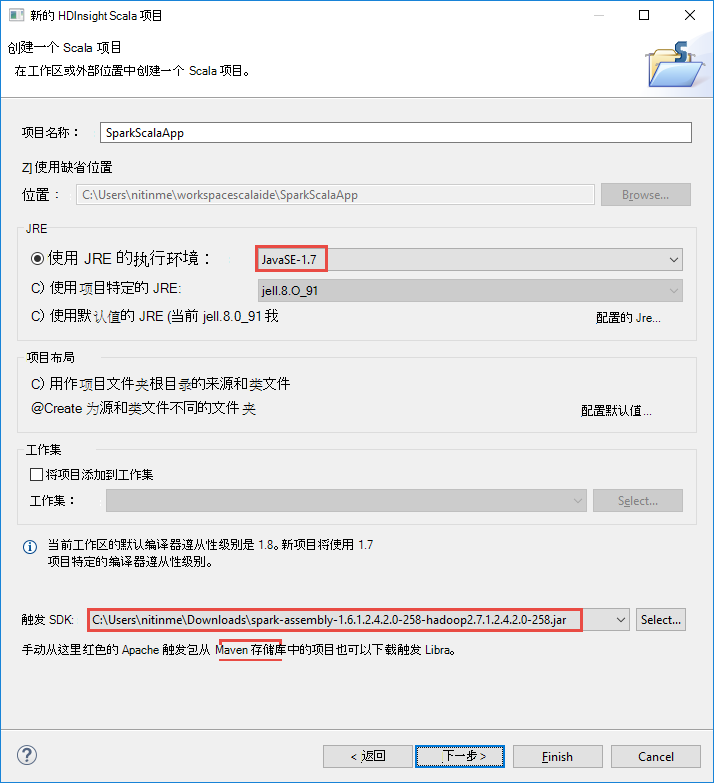 新的 HDInsight Scala 项目
创建一个 Scala 项目
在工作区或外部位置中创建一个 Scala 项目。
项目名称： SparkScalaApp
Z] 使用缺省位置
位置： C:\Users\nitinme\workspacescalaide\SparkScalaApp Browse...
JRE
使用 JRE 的执行环境： JavaSE-1.7
C) 使用项目特定的 JRE: jell.8.O_91
C) 使用默认值的 JRE (当前 jell.8.0_91 我 配置的 Jre...
项目布局
C) 用作项目文件夹根目录的来源和类文件
@Create 为源和类文件不同的文件夹 配置默认值...
工作集
将项目添加到工作集
工作集： Select...
当前工作区的默认编译器遵从性级别是 1.8。新项目将使用 1.7
项目特定的编译器遵从性级别。
触发 SDK: C:\Users\nitinme\Downloads\spark-assembly-1.6.1.2.4.2.0-258-hadoop2.7.1.2.4.2.0-258.jar Select...
手动从这里红色的 Apache 触发包从 Maven 存储库中的项目也可以下载触发 Libra。
? < 返回 下一步 > Finish Cancel